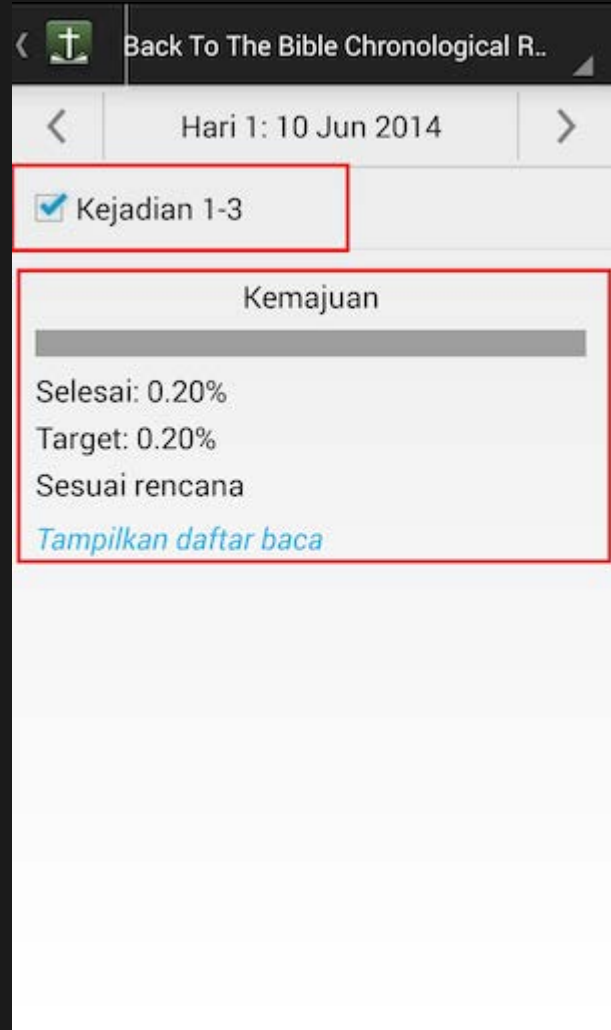 Back To The Bible Chronological R..
Hari 1: 10 Jun 2014
Kejadian 1-3
Kemajuan
Selesai: 0.20%
Target: 0.20%
Sesuai rencana
Tampilkan daftar baca